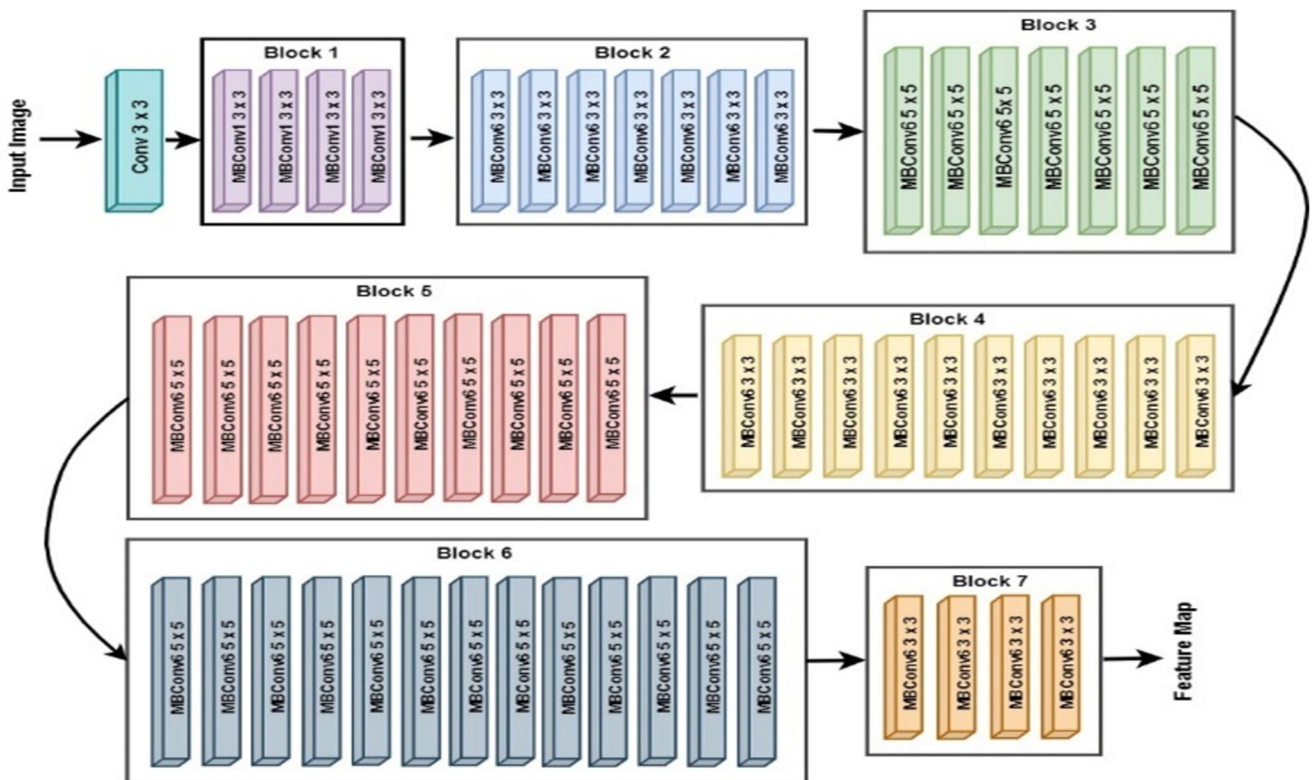 Input Image
Conv 3 x 3
Block 1
MBConv1 3 x 3
MBConv1 3 x 3
MBConv1 3 x 3
MBConv1 3 x 3
Block 2
MBConv6 3 x 3
MBConv6 3 x 3
MBConv6 3 x 3
MBConv6 3 x 3
MBConv6 3 x 3
MBConv6 3 x 3
MBConv6 3 x 3
Block 3
MBConv6 5 x 5
MBConv6 5 x 5
MBConv6 5x 5
MBConv6 5 x 5
MBConv6 5 x 5
MBConv6 5 x 5
MBConv6 5 x 5
Block 4
MBConv6 3 x 3
MBConv6 3 x 3
MBConv6 3 x 3
MBConv6 3 x 3
MBConv6 3 x 3
MBConv6 3 x 3
MBConv6 3 x 3
MBConv6 3 x 3
MBConv6 3 x 3
MBConv6 3 x 3
Block 5
MBConv6 5 x 5
MBConv6 5 x 5
MBConv6 5 x 5
MBConv6 5 x 5
MBConv6 5 x 5
MBConv6 5 x 5
MBConv6 5 x 5
MBConv6 5 x 5
MBConv6 5 x 5
MBConv6 5 x 5
Block 6
MBConv6 5 x 5
MBConv6 5 x 5
MBConv6 5 x 5
MBConv6 5 x 5
MBConv6 5 x 5
MBConv6 5 x 5
MBConv6 5 x 5
MBConv6 5 x 5
MBConv6 5 x 5
MBConv6 5 x 5
MBConv6 5 x 5
MBConv6 5 x 5
MBConv6 5 x 5
Block 7
MBConv6 3 x 3
MBConv6 3 x 3
MBConv6 3 x 3
MBConv6 3 x 3
Feature Map